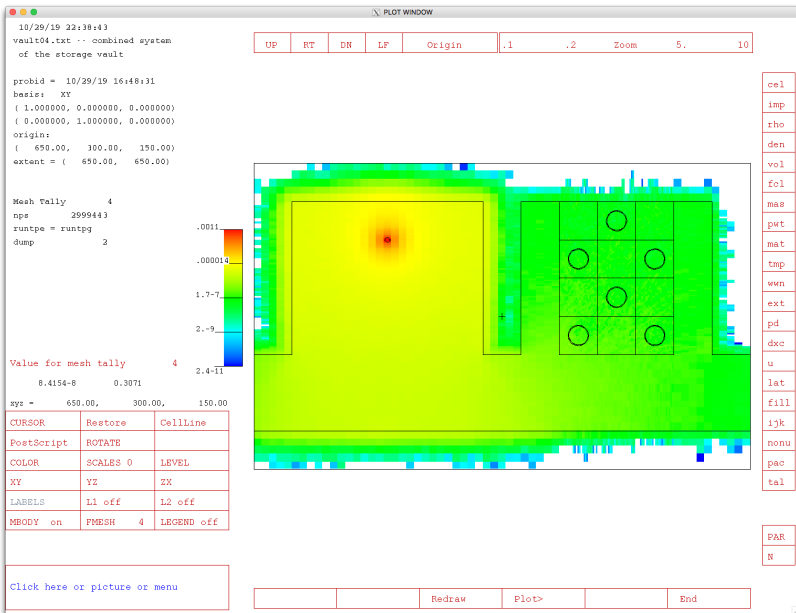 PLOT WINDOW
10/29/19 22:38:43
vault04.txt -- combined system
of the storage vault
probid = 10/29/19 16:48:31
basis: XY
( 1.000000, 0.000000, 0.000000)
( 0.000000, 1.000000, 0.000000)
origin:
( 650.00, 300.00, 150.00)
extent = ( 650.00, 650.00)
Mesh Tally 4
nps 2999443
runtpe = runtpg
dump 2
.0011
.000014
1.7-7
2.-9
2.4-11
Value for mesh tally 4
8.4154-8 0.3071
xyz = 650.00, 300.00, 150.00
CURSOR Restore CellLine
PostScript ROTATE
COLOR SCALES 0 LEVEL
XY YZ ZX
LABELS L1 off L2 off
MBODY on FMESH 4 LEGEND off
Click here or picture or menu
UP RT DN LF Origin .1 .2 Zoom 5. 10
cel
imp
rho
den
vol
fcl
mas
pwt
mat
tmp
wwn
ext
pd
dxc
u
lat
fill
ijk
nonu
pac
tal
PAR
N
Redraw Plot> End